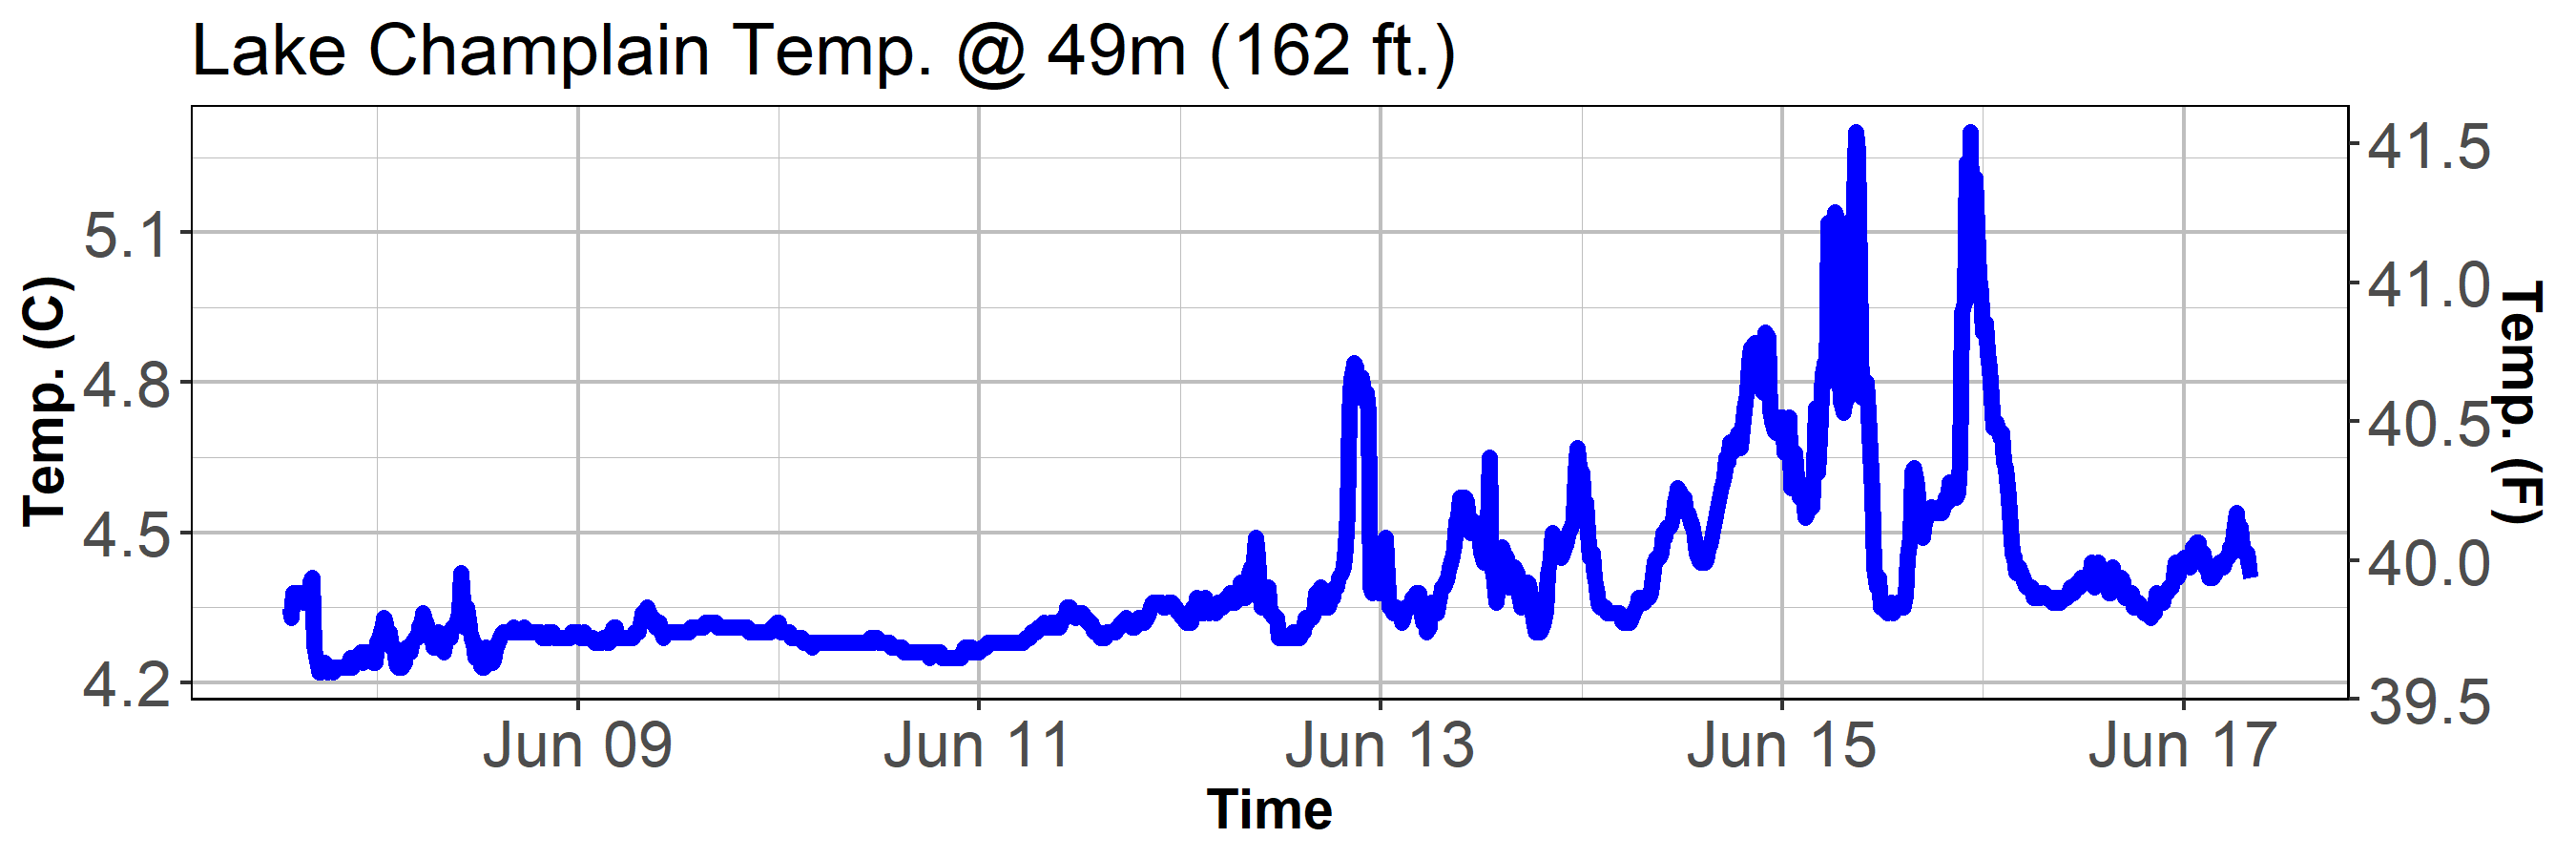 Lake Champlain Temp. @ 49m (162 ft.)
Temp. (C)
5.1
4.8
4.5
4.2
41.5
41.0
40.5
40.0
39.5
Temp. (F)
Jun 09 Jun 11 Jun 13 Jun 15 Jun 17
Time